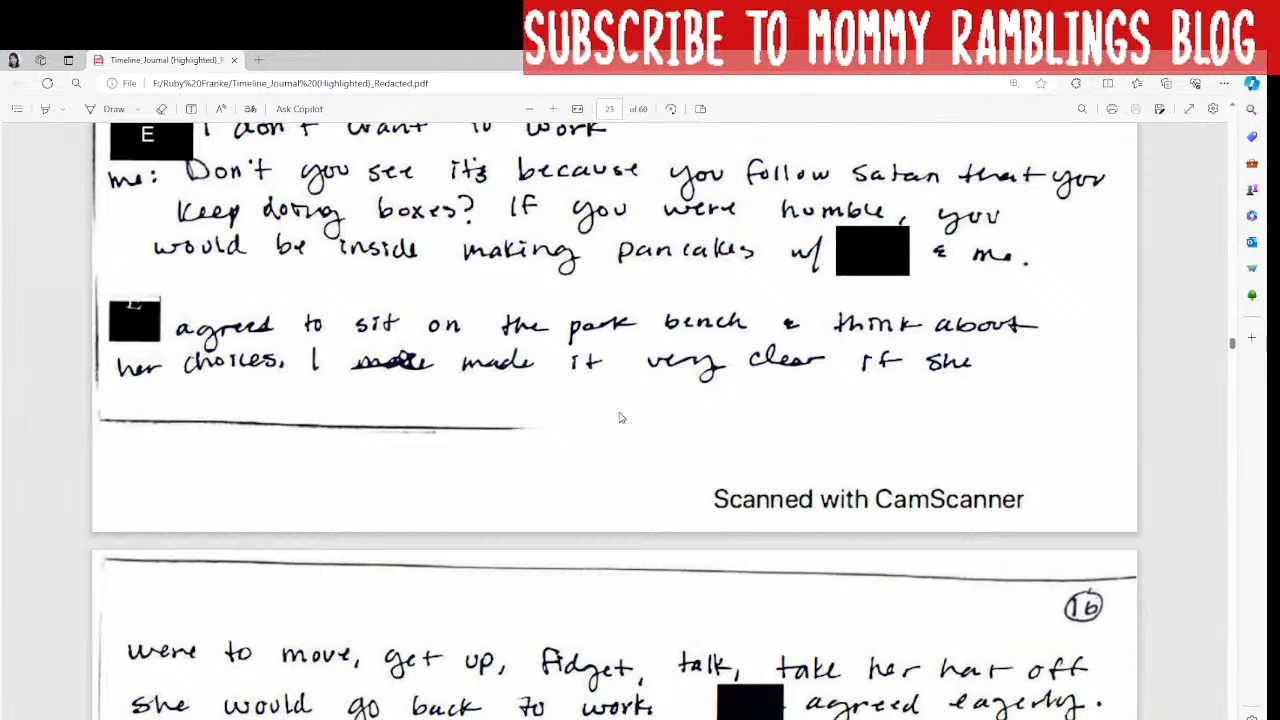 SUBSCRIBE TO MOMMY RAMBLINGS BLOG
Timeline_Journal (Highlighted)_R
File F:/Ruby%20Franke/Timeline_Journal%20(Highlighted)_Redacted.pdf
Draw Ask Copilot 23 of 60
E I don't want to work
me: Don't you see it's because you follow Satan that you
keep doing boxes? If you were humble, you
would be inside making pancakes w/ & me.
E agreed to sit on the park bench & think about
her choices. I made it very clear if she
Scanned with CamScanner
16
were to move, get up, fidget, talk, take her hat off
she would go back to work. agreed eagerly.